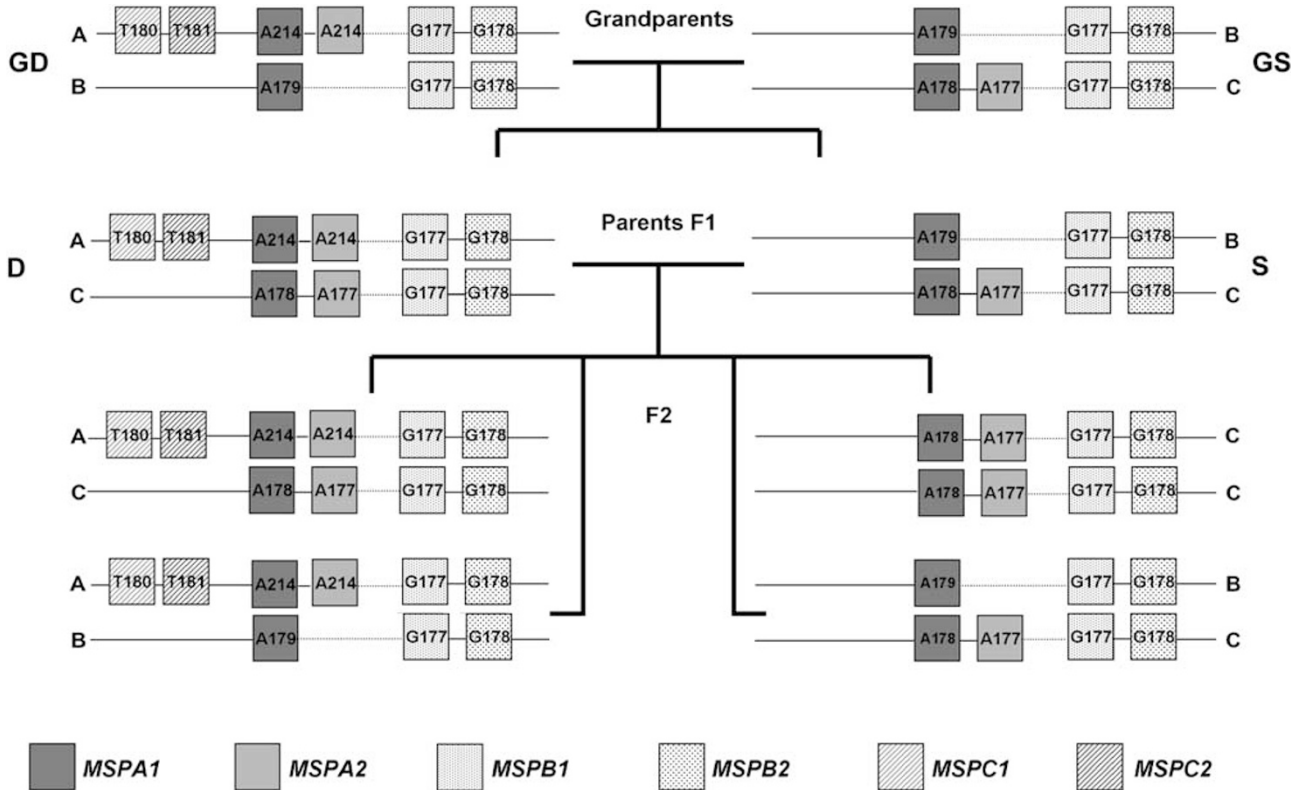 A T180 T181 A214 A214 G177 G178 Grandparents A179 G177 G178 B
GD GS
B A179 G177 G178 A178 A177 G177 G178 C
A T180 T181 A214 A214 G177 G178 Parents F1 A179 G177 G178 B
D S
C A178 A177 G177 G178 A178 A177 G177 G178 C
F2
A T180 T181 A214 A214 G177 G178 A178 A177 G177 G178 C
C A178 A177 G177 G178 A178 A177 G177 G178 C
A T180 T181 A214 A214 G177 G178 A179 G177 G178 B
B A179 G177 G178 A178 A177 G177 G178 C
MSPA1 MSPA2 MSPB1 MSPB2 MSPC1 MSPC2